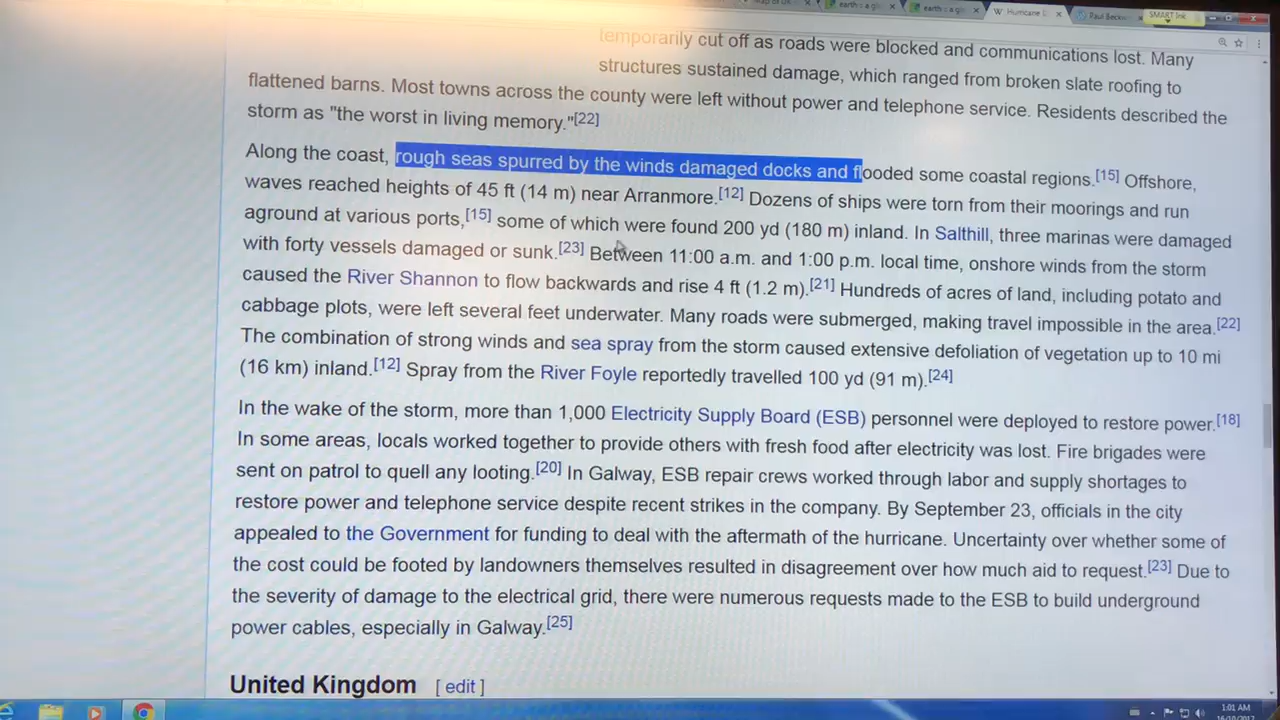 earth :: a glo
earth :: a glo
W Hurricane D
Paul Beckwi
SMART Ink
temporarily cut off as roads were blocked and communications lost. Many
structures sustained damage, which ranged from broken slate roofing to
flattened barns. Most towns across the county were left without power and telephone service. Residents described the
storm as "the worst in living memory."[22]
Along the coast, rough seas spurred by the winds damaged docks and flooded some coastal regions.[15] Offshore,
waves reached heights of 45 ft (14 m) near Arranmore.[12] Dozens of ships were torn from their moorings and run
aground at various ports,[15] some of which were found 200 yd (180 m) inland. In Salthill, three marinas were damaged
with forty vessels damaged or sunk.[23] Between 11:00 a.m. and 1:00 p.m. local time, onshore winds from the storm
caused the River Shannon to flow backwards and rise 4 ft (1.2 m).[21] Hundreds of acres of land, including potato and
cabbage plots, were left several feet underwater. Many roads were submerged, making travel impossible in the area.[22]
The combination of strong winds and sea spray from the storm caused extensive defoliation of vegetation up to 10 mi
(16 km) inland.[12] Spray from the River Foyle reportedly travelled 100 yd (91 m).[24]
In the wake of the storm, more than 1,000 Electricity Supply Board (ESB) personnel were deployed to restore power.[18]
In some areas, locals worked together to provide others with fresh food after electricity was lost. Fire brigades were
sent on patrol to quell any looting.[20] In Galway, ESB repair crews worked through labor and supply shortages to
restore power and telephone service despite recent strikes in the company. By September 23, officials in the city
appealed to the Government for funding to deal with the aftermath of the hurricane. Uncertainty over whether some of
the cost could be footed by landowners themselves resulted in disagreement over how much aid to request.[23] Due to
the severity of damage to the electrical grid, there were numerous requests made to the ESB to build underground
power cables, especially in Galway.[25]
United Kingdom [ edit ]
1:01 AM
16/10/2017